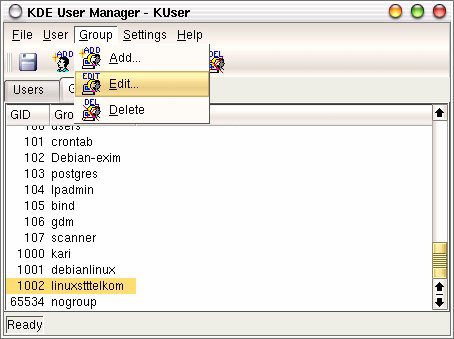 KDE User Manager - KUser
File User Group Settings Help
ADD ADD DEL
Add...
EDIT Edit...
DEL Delete
Users
GID
100 users
101 crontab
102 Debian-exim
103 postgres
104 lpadmin
105 bind
106 gdm
107 scanner
1000 kari
1001 debianlinux
1002 linuxstttelkom
65534 nogroup
Ready